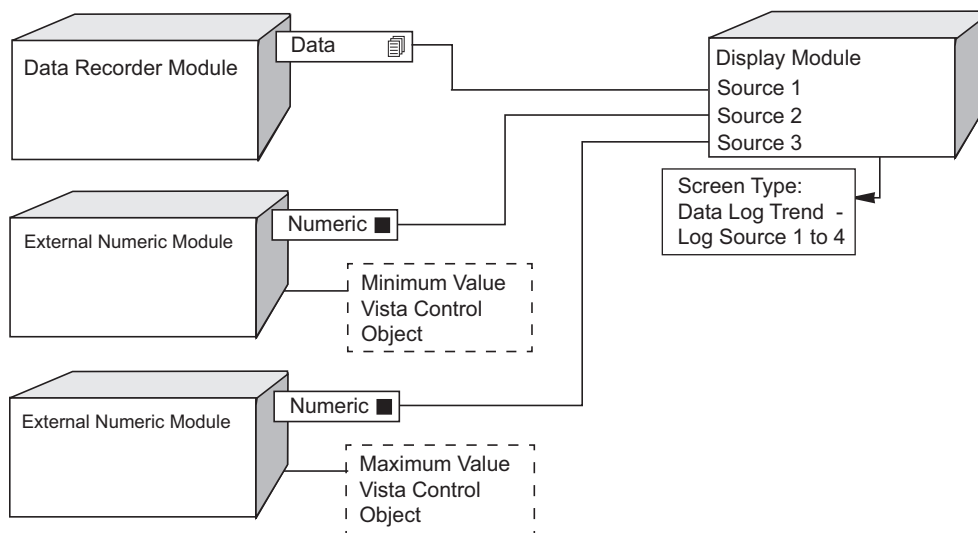 Data Recorder Module
Data
Display Module
Source 1
Source 2
Source 3
Screen Type:
Data Log Trend -
Log Source 1 to 4
External Numeric Module
Numeric
Minimum Value
Vista Control
Object
External Numeric Module
Numeric
Maximum Value
Vista Control
Object